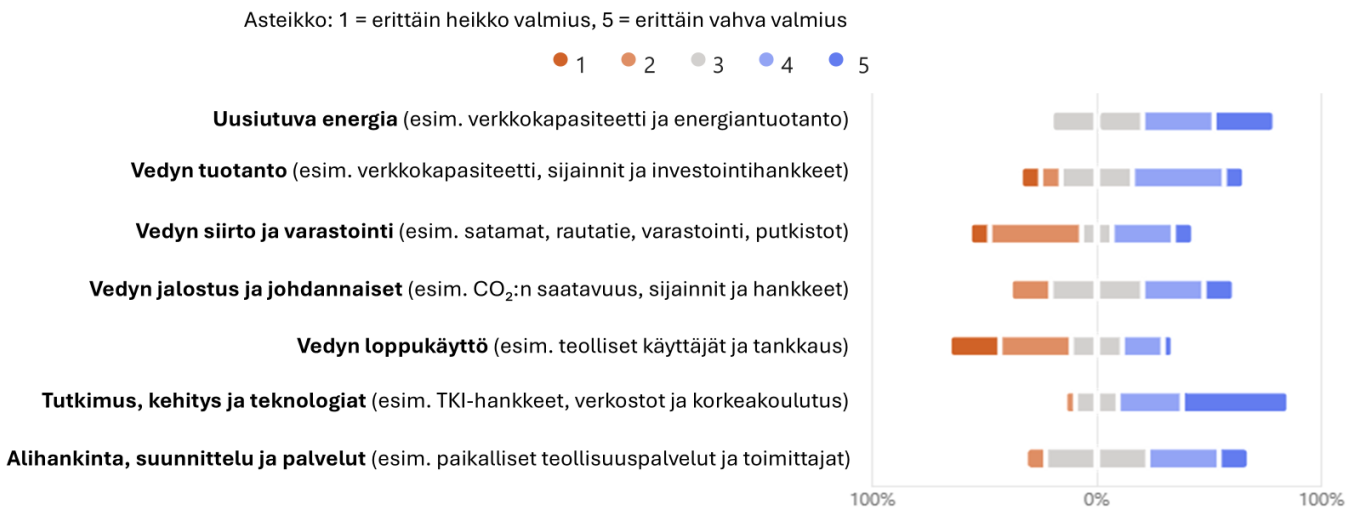 Asteikko: 1 = erittäin heikko valmius, 5 = erittäin vahva valmius
1 2 3 4 5
Uusiutuva energia (esim. verkkokapasiteetti ja energiantuotanto)
Vedyn tuotanto (esim. verkkokapasiteetti, sijainnit ja investointihankkeet)
Vedyn siirto ja varastointi (esim. satamat, rautatie, varastointi, putkistot)
Vedyn jalostus ja johdannaiset (esim. CO₂:n saatavuus, sijainnit ja hankkeet)
Vedyn loppukäyttö (esim. teolliset käyttäjät ja tankkaus)
Tutkimus, kehitys ja teknologiat (esim. TKI-hankkeet, verkostot ja korkeakoulutus)
Alihankinta, suunnittelu ja palvelut (esim. paikalliset teollisuuspalvelut ja toimittajat)
100% 0% 100%